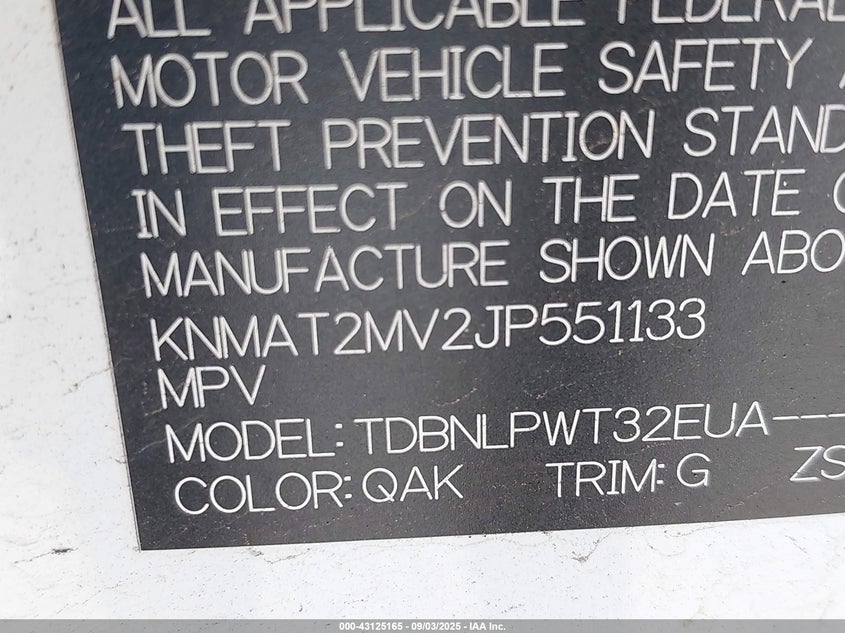 ALL APPLICABLE FEDERAL
MOTOR VEHICLE SAFETY
THEFT PREVENTION STAND
IN EFFECT ON THE DATE
MANUFACTURE SHOWN ABO
KNMAT2MV2JP551133
MPV
MODEL: TDBNLPWT32EUA---
COLOR: QAK TRIM: G ZS
000-43125165 - 09/03/2025 - IAA Inc.